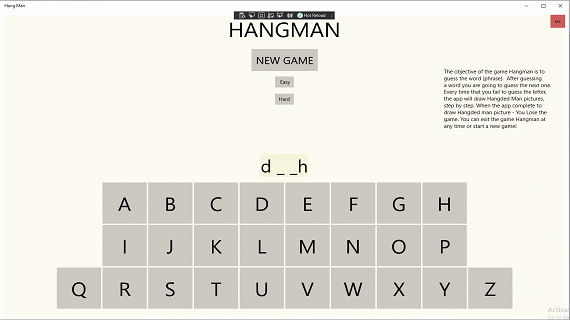 Hang Man
Hot Reload
HANGMAN
NEW GAME
Easy
Hard
The objective of the game Hangman is to
guess the word (phrase). After guessing
a word you are going to guess the next one.
Every time that you fail to guess the letter,
the app will draw Hangded Man pictures,
step by step. When the app complete to
draw Hangded man picture - You Lose the
game. You can exit the game Hangman at
any time or start a new game!
d _ _h
A B C D E F G H
I J K L M N O P
Q R S T U V W X Y Z